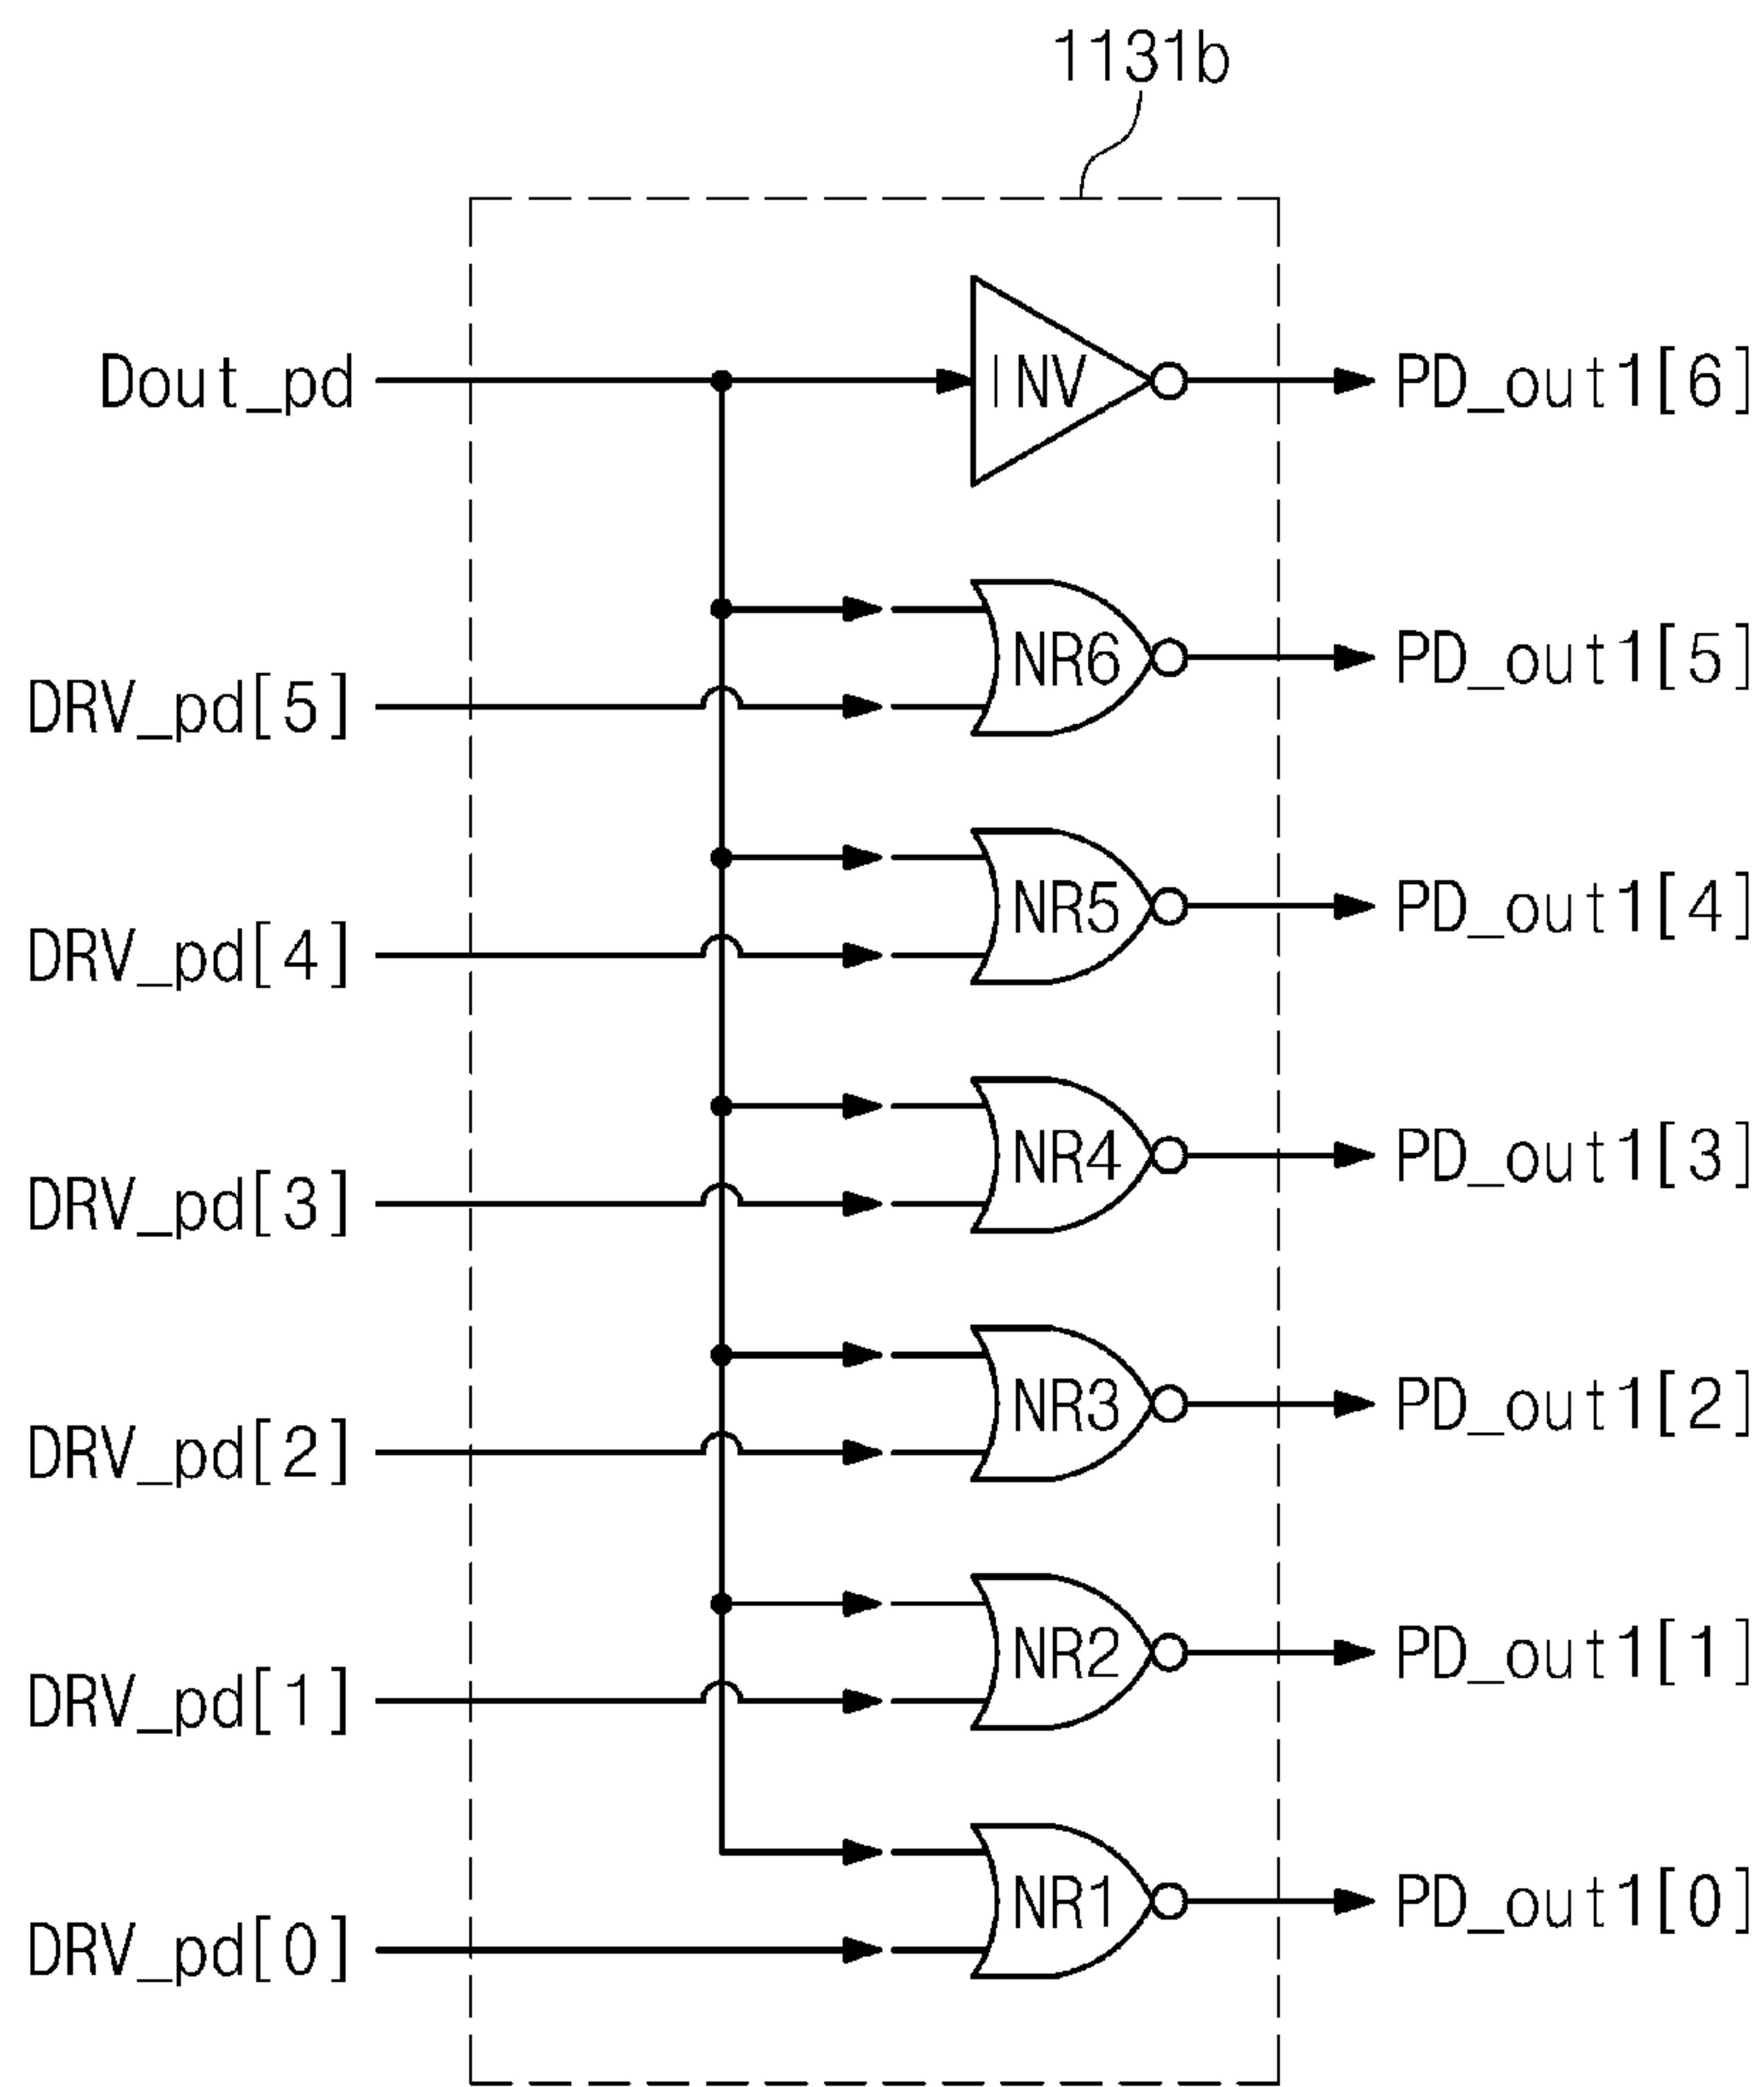 1131b
Dout_pd INV PD_out1[6]
NR6 PD_out1[5]
DRV_pd[5]
NR5 PD_out1[4]
DRV_pd[4]
NR4 PD_out1[3]
DRV_pd[3]
NR3 PD_out1[2]
DRV_pd[2]
NR2 PD_out1[1]
DRV_pd[1]
NR1 PD_out1[0]
DRV_pd[0]